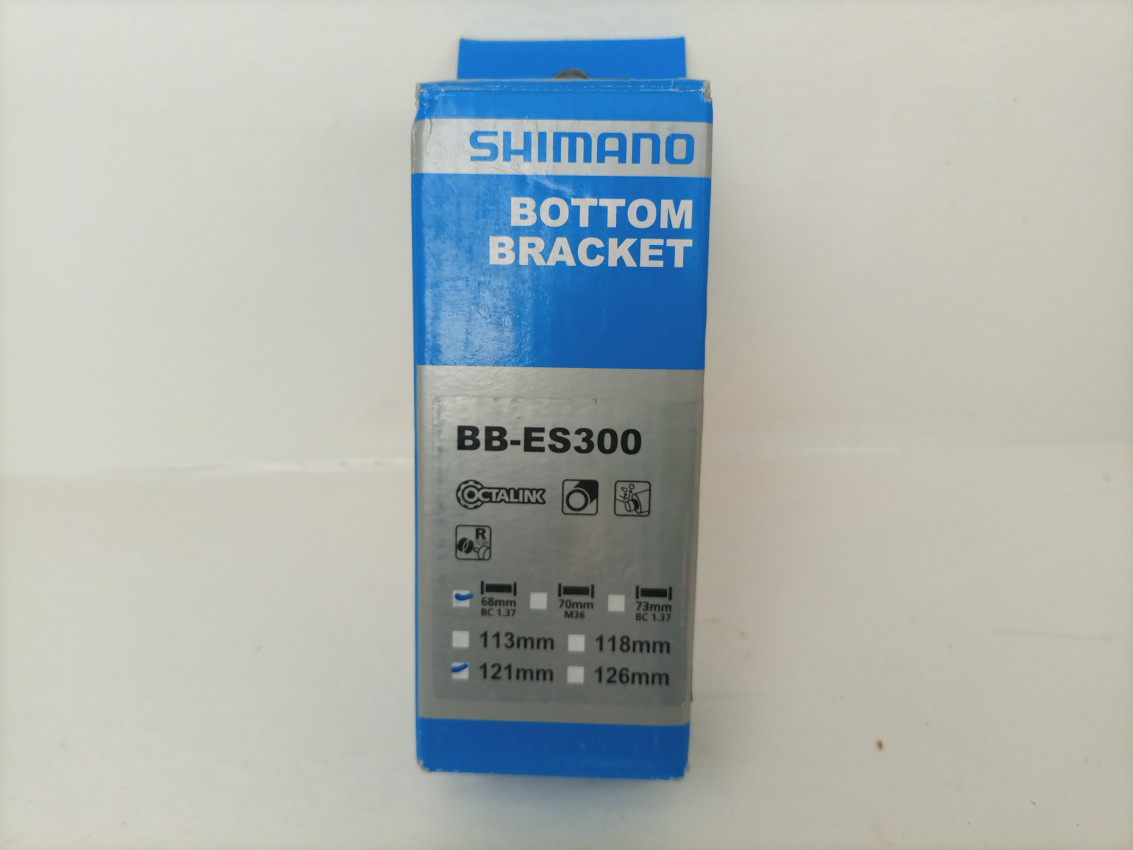 SHIMANO
BOTTOM
BRACKET
BB-ES300
OCTALINK
R
68mm 70mm 73mm
BC 1.37 M36 BC 1.37
113mm 118mm
121mm 126mm